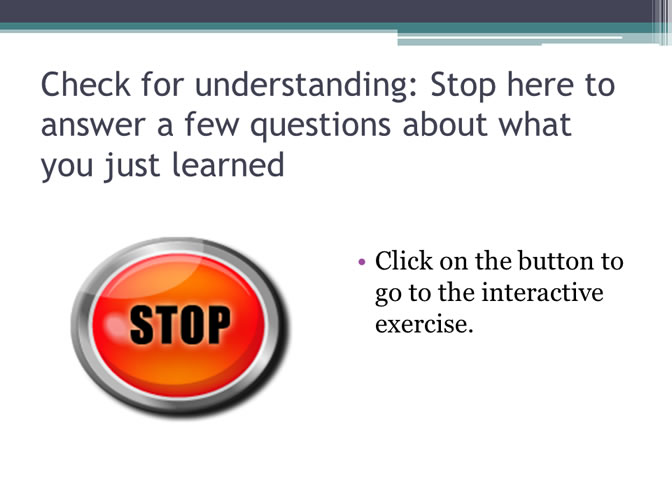 Check for understanding: Stop here to
answer a few questions about what
you just learned
STOP
• Click on the button to
go to the interactive
exercise.